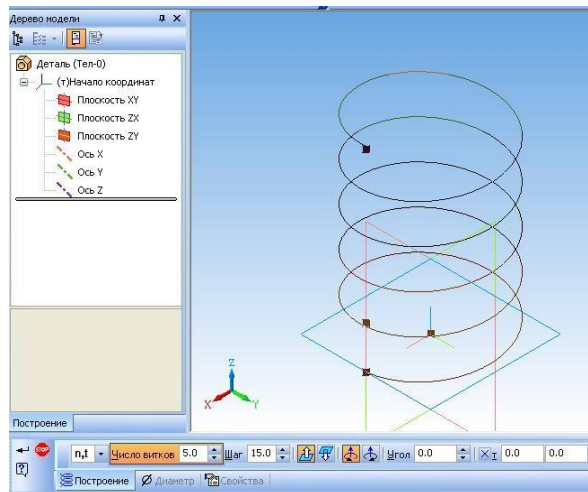 Дерево модели
Деталь (Тел-0)
(т)Начало координат
Плоскость XY
Плоскость ZX
Плоскость ZY
Ось X
Ось Y
Ось Z
Z
X
Y
Построение
STOP n,t Число витков 5.0 Шаг 15.0 Угол 0.0 т 0.0 0.0
Построение Диаметр Свойства